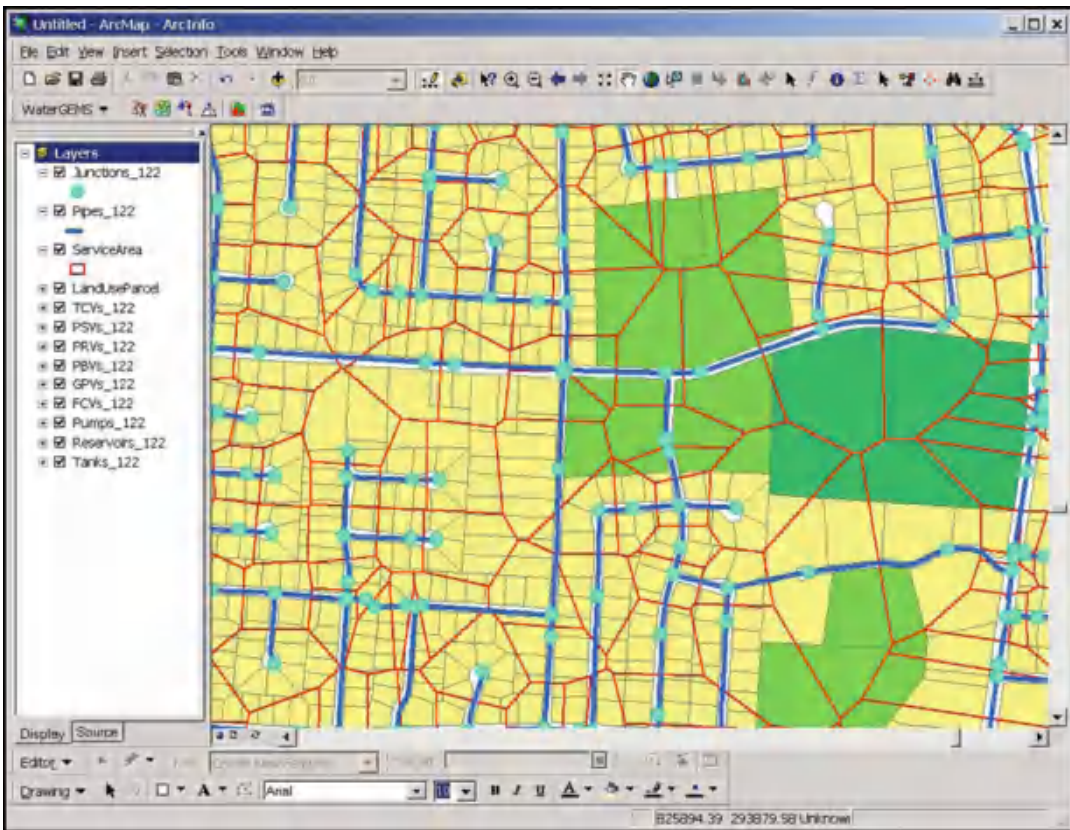 Untitled - ArcMap - ArcInfo
File Edit View Insert Selection Tools Window Help
WaterGEMS
Layers
Junctions_122
Pipes_122
ServiceArea
LandUseParcel
TCVs_122
PSVs_122
PRVs_122
PBVs_122
GPVs_122
FCVs_122
Pumps_122
Reservoirs_122
Tanks_122
Display Source
Editor
Drawing A Arial 10 B I U A
825894.39 293879.58 Unknown